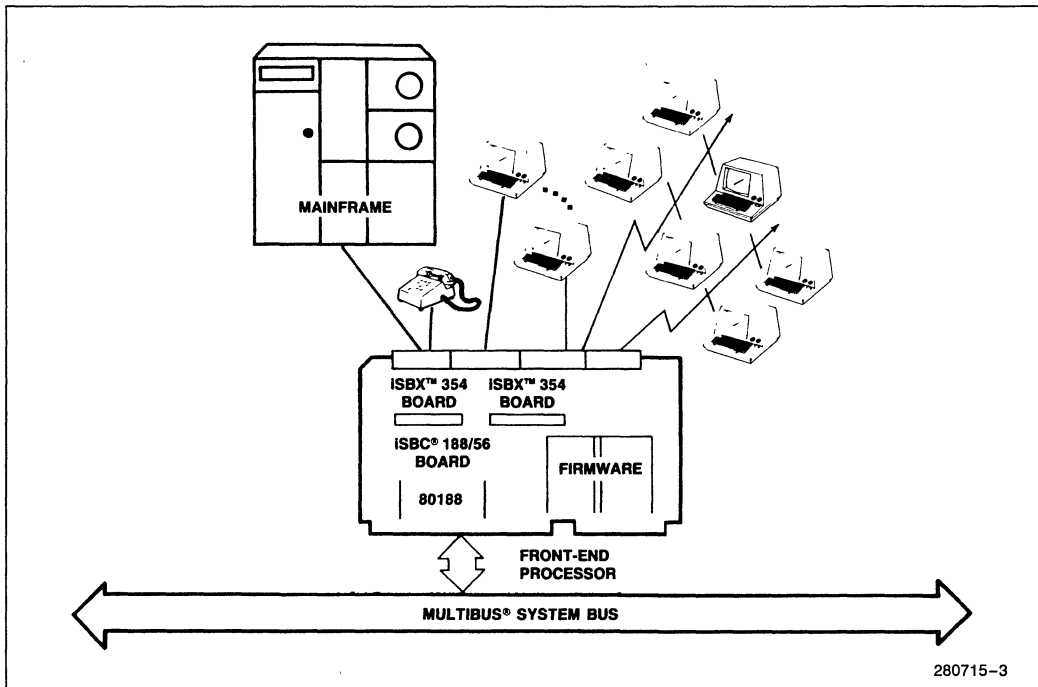 MAINFRAME
iSBX™ 354
BOARD
iSBX™ 354
BOARD
iSBC® 188/56
BOARD
FIRMWARE
80188
FRONT-END
PROCESSOR
MULTIBUS® SYSTEM BUS
280715–3